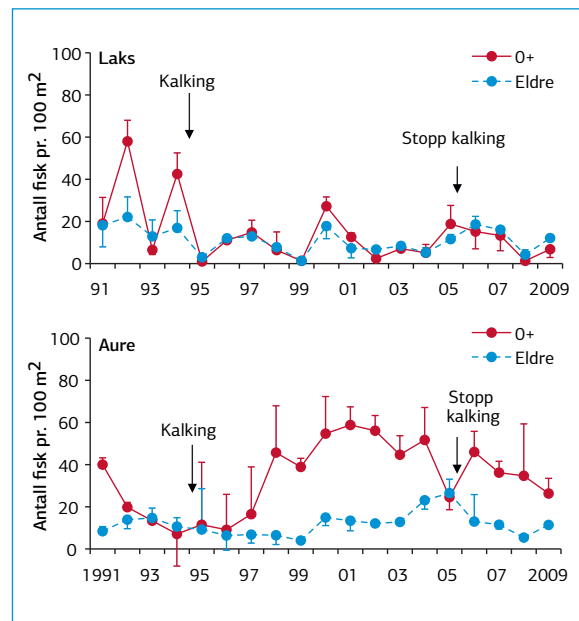 Laks
Antall fisk pr. 100 m²
100
80
60
40
20
0
0+
Eldre
Kalking
Stopp kalking
91 93 95 97 99 01 03 05 07 2009
Aure
Antall fisk pr. 100 m²
100
80
60
40
20
0
0+
Eldre
Kalking
Stopp
kalking
1991 93 95 97 99 01 03 05 07 2009